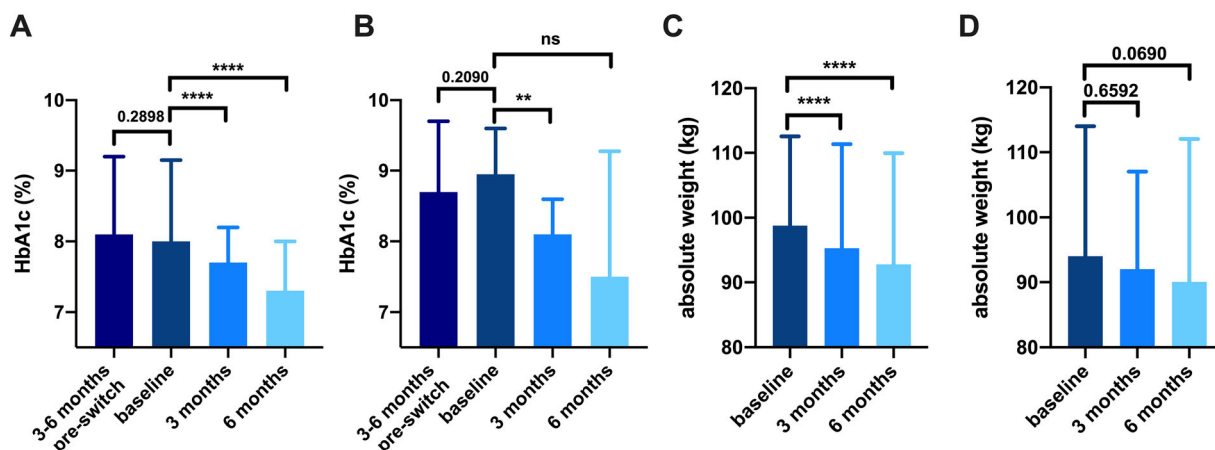 A
HbA1c (%)
10
9
8
7
0.2898
****
****
3-6 months
pre-switch
baseline
3 months
6 months
B
HbA1c (%)
10
9
8
7
0.2090
**
ns
3-6 months
pre-switch
baseline
3 months
6 months
C
absolute weight (kg)
120
110
100
90
80
****
****
baseline
3 months
6 months
D
absolute weight (kg)
120
110
100
90
80
0.0690
0.6592
baseline
3 months
6 months